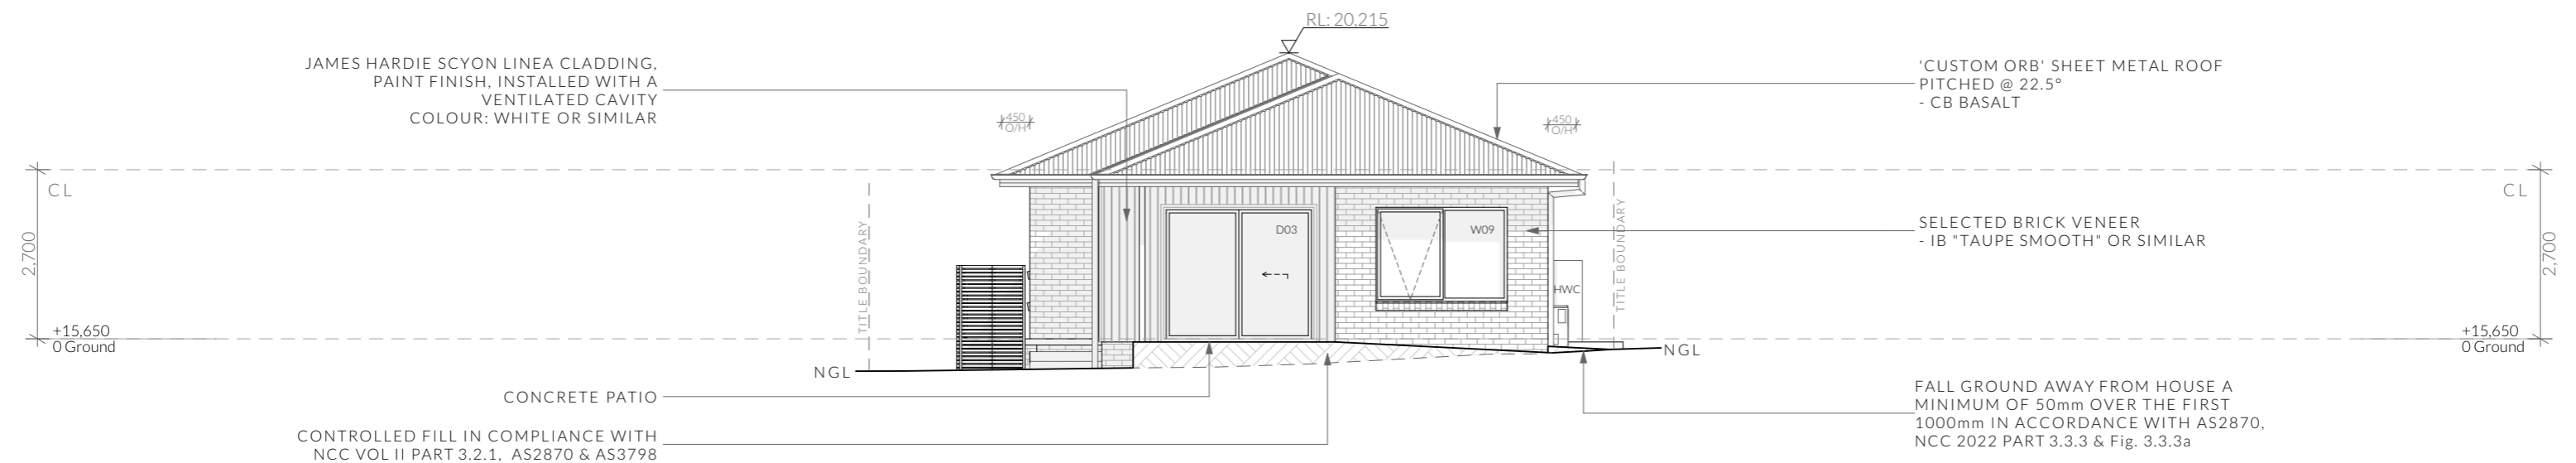 RL: 20,215
JAMES HARDIE SCYON LINEA CLADDING,
PAINT FINISH, INSTALLED WITH A
VENTILATED CAVITY
COLOUR: WHITE OR SIMILAR
'CUSTOM ORB' SHEET METAL ROOF
PITCHED @ 22.5°
- CB BASALT
450
O/H
450
O/H
CL
CL
2,700
2,700
TITLE BOUNDARY
TITLE BOUNDARY
D03
W09
SELECTED BRICK VENEER
- IB "TAUPE SMOOTH" OR SIMILAR
HWC
+15,650
0 Ground
+15,650
0 Ground
NGL
NGL
CONCRETE PATIO
CONTROLLED FILL IN COMPLIANCE WITH
NCC VOL II PART 3.2.1, AS2870 & AS3798
FALL GROUND AWAY FROM HOUSE A
MINIMUM OF 50mm OVER THE FIRST
1000mm IN ACCORDANCE WITH AS2870,
NCC 2022 PART 3.3.3 & Fig. 3.3.3a